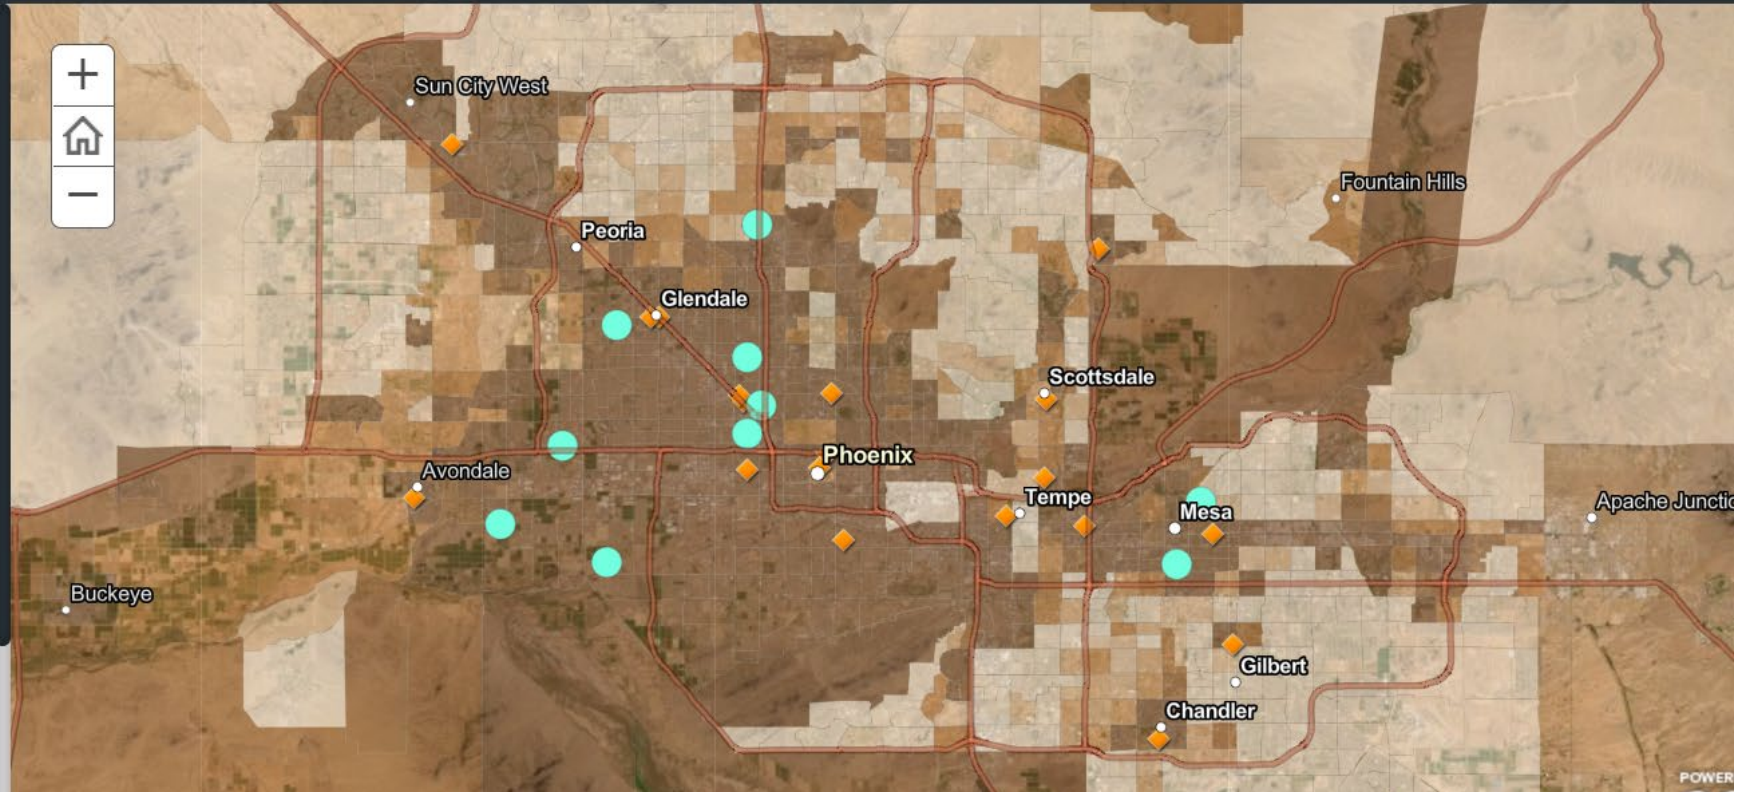 Sun City West
Fountain Hills
Peoria
Glendale
Scottsdale
Phoenix
Avondale
Tempe
Mesa
Apache Junctio
Buckeye
Gilbert
Chandler
POWER